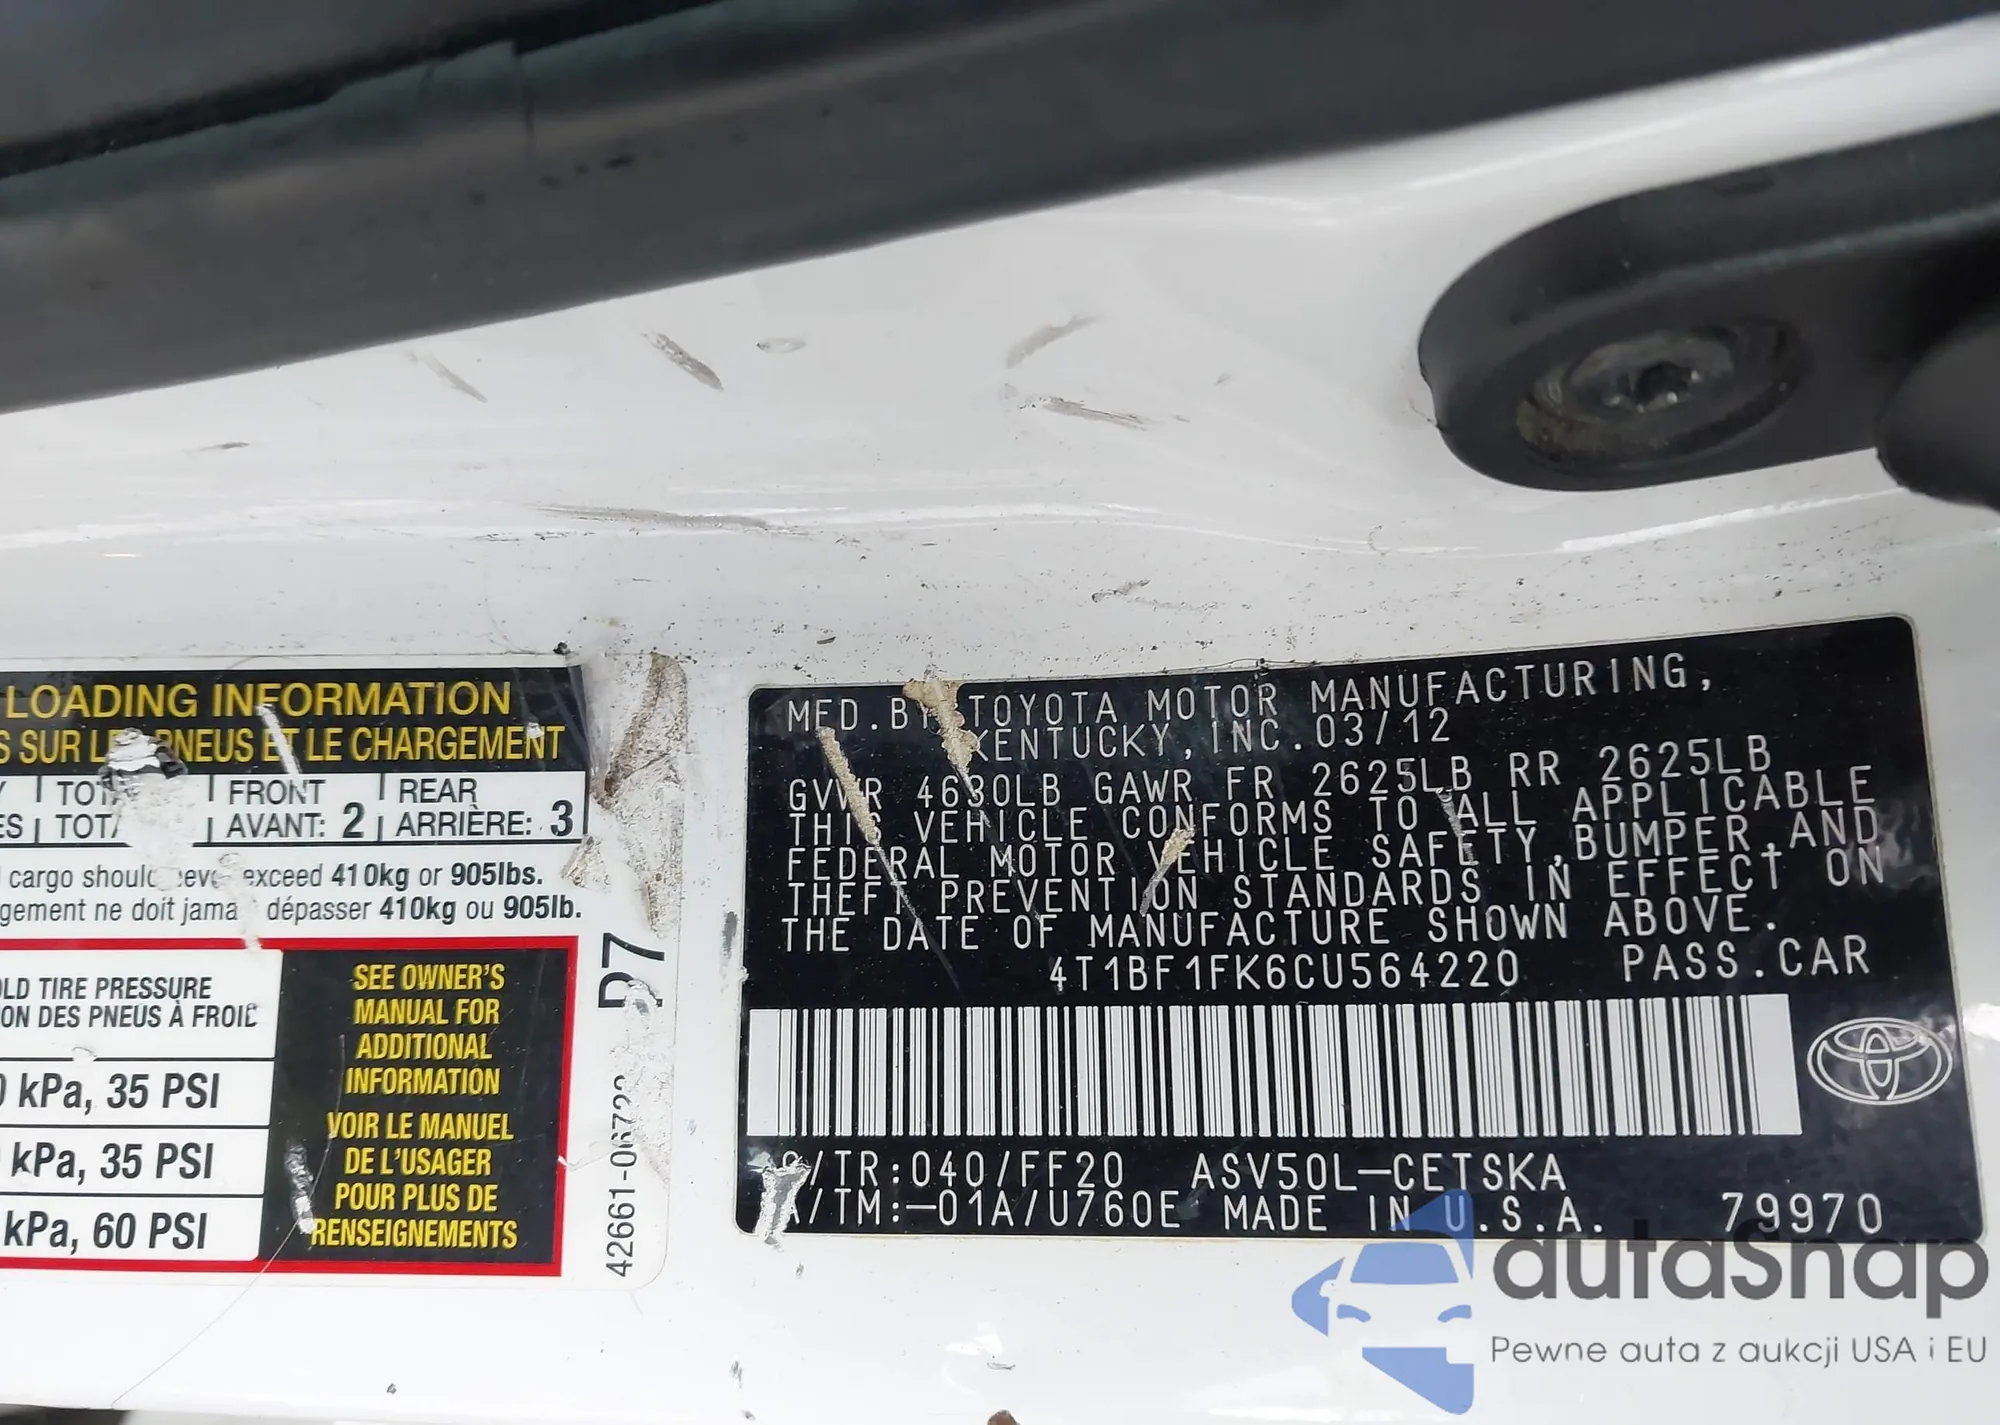 LOADING INFORMATION
S SUR LES PNEUS ET LE CHARGEMENT
FRONT
REAR
AVANT: 2
ARRIÈRE: 3
cargo should never exceed 410kg or 905lbs.
gement ne doit jamais dépasser 410kg ou 905lb.
LD TIRE PRESSURE
ON DES PNEUS À FROID
0 kPa, 35 PSI
kPa, 35 PSI
kPa, 60 PSI
SEE OWNER'S
MANUAL FOR
ADDITIONAL
INFORMATION
VOIR LE MANUEL
DE L'USAGER
POUR PLUS DE
RENSEIGNEMENTS
MFD.BY TOYOTA MOTOR MANUFACTURING,
KENTUCKY, INC. 03/12
GVWR 4630LB GAWR FR 2625LB RR 2625LB
THIS VEHICLE CONFORMS TO ALL APPLICABLE
FEDERAL MOTOR VEHICLE SAFETY,BUMPER,AND
THEFT PREVENTION STANDARDS IN EFFECT ON
THE DATE OF MANUFACTURE SHOWN ABOVE.
4T1BF1FK6CU564220 PASS.CAR
C/TR:040/FF20 ASV50L-CETSKA
A/TM:-01A/U760E MADE IN U.S.A. 79970
autaSnap
Pewne auta z aukcji USA i EU